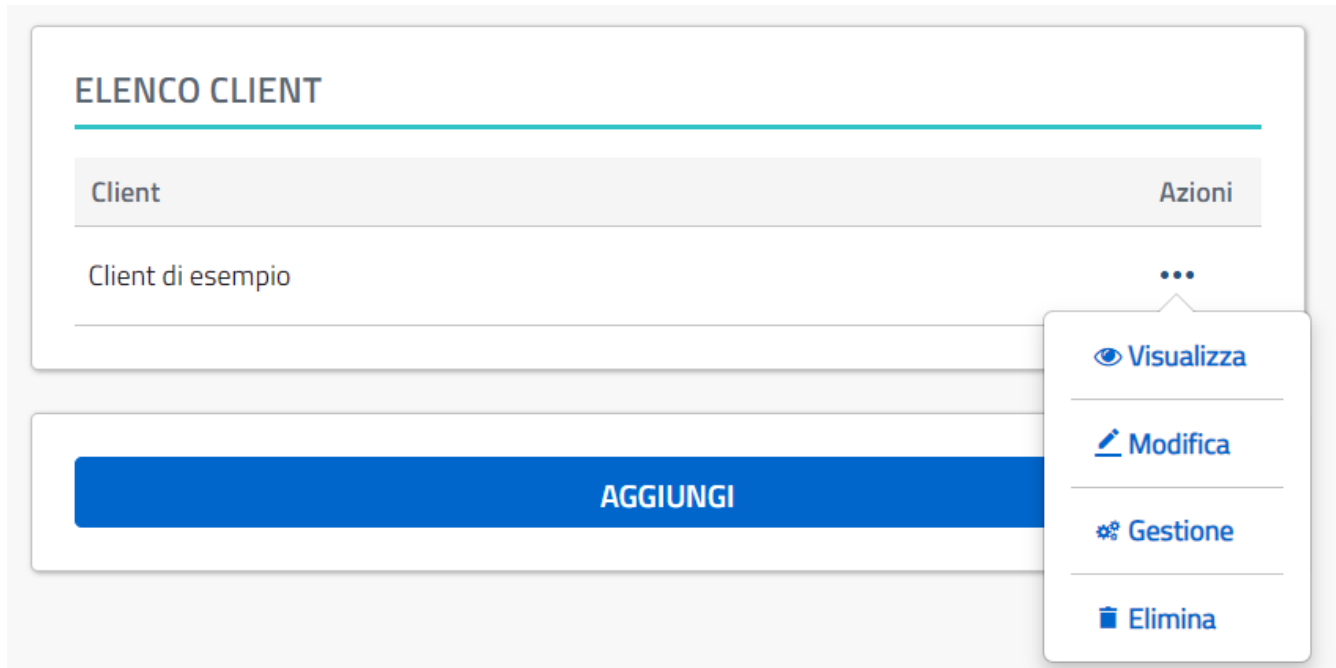 ELENCO CLIENT
Client Azioni
Client di esempio
Visualizza
Modifica
AGGIUNGI
Gestione
Elimina